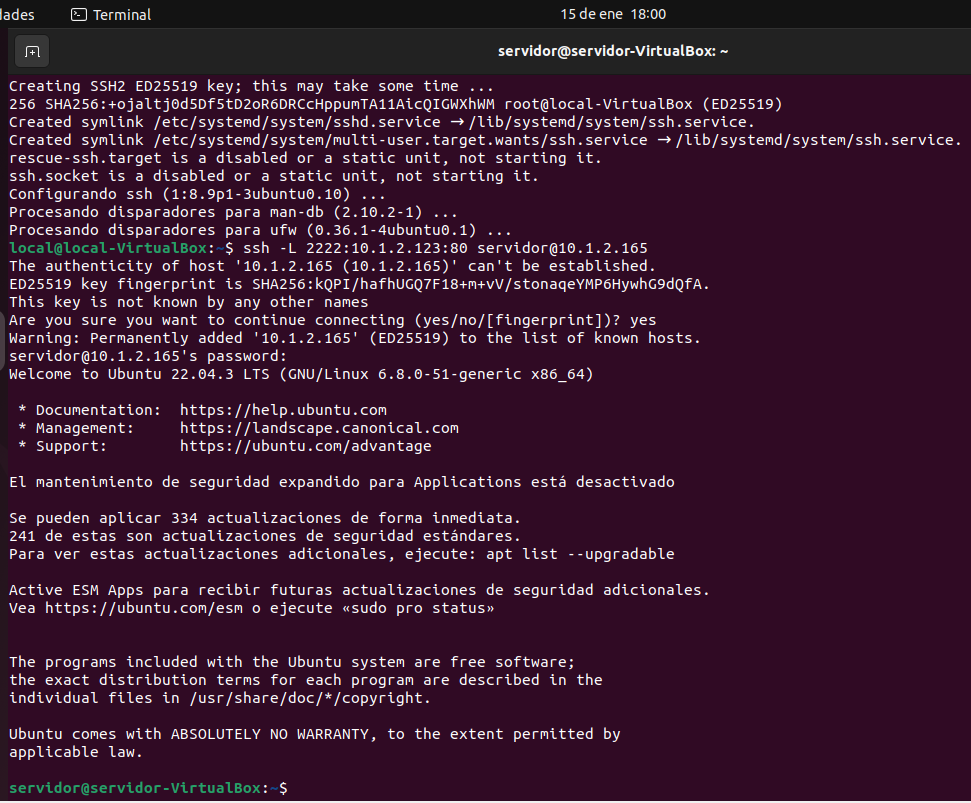 dades
Terminal
15 de ene 18:00
servidor@servidor-VirtualBox: ~
Creating SSH2 ED25519 key; this may take some time ...
256 SHA256:+ojaltj0d5Df5tD2oR6DRCcHppumTA11AicQIGWXhWM root@local-VirtualBox (ED25519)
Created symlink /etc/systemd/system/sshd.service → /lib/systemd/system/ssh.service.
Created symlink /etc/systemd/system/multi-user.target.wants/ssh.service → /lib/systemd/system/ssh.service.
rescue-ssh.target is a disabled or a static unit, not starting it.
ssh.socket is a disabled or a static unit, not starting it.
Configurando ssh (1:8.9p1-3ubuntu0.10) ...
Procesando disparadores para man-db (2.10.2-1) ...
Procesando disparadores para ufw (0.36.1-4ubuntu0.1) ...
local@local-VirtualBox:~$ ssh -L 2222:10.1.2.123:80 servidor@10.1.2.165
The authenticity of host '10.1.2.165 (10.1.2.165)' can't be established.
ED25519 key fingerprint is SHA256:kQPI/hafhUGQ7F18+m+vV/stonaqeYMP6HywhG9dQfA.
This key is not known by any other names
Are you sure you want to continue connecting (yes/no/[fingerprint])? yes
Warning: Permanently added '10.1.2.165' (ED25519) to the list of known hosts.
servidor@10.1.2.165's password:
Welcome to Ubuntu 22.04.3 LTS (GNU/Linux 6.8.0-51-generic x86_64)
* Documentation:  https://help.ubuntu.com
* Management:     https://landscape.canonical.com
* Support:        https://ubuntu.com/advantage
El mantenimiento de seguridad expandido para Applications está desactivado
Se pueden aplicar 334 actualizaciones de forma inmediata.
241 de estas son actualizaciones de seguridad estándares.
Para ver estas actualizaciones adicionales, ejecute: apt list --upgradable
Active ESM Apps para recibir futuras actualizaciones de seguridad adicionales.
Vea https://ubuntu.com/esm o ejecute «sudo pro status»
The programs included with the Ubuntu system are free software;
the exact distribution terms for each program are described in the
individual files in /usr/share/doc/*/copyright.
Ubuntu comes with ABSOLUTELY NO WARRANTY, to the extent permitted by
applicable law.
servidor@servidor-VirtualBox:~$